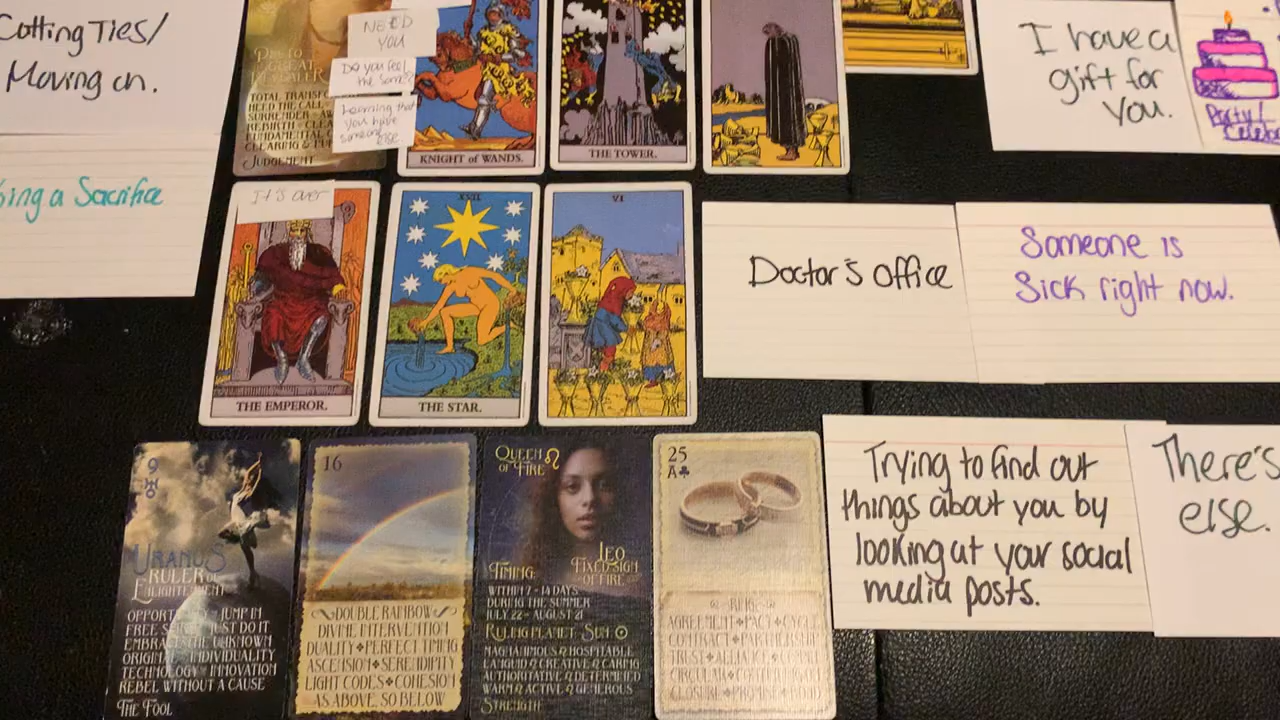 Cutting Ties/
Moving on.
a Sacrifice
TOTAL
JUDGEMENT
NEED
YOU
Do you feel
the same?
Learning that
you have
someone
else
KNIGHT OF WANDS.
THE TOWER.
I have a
gift for
you.
Party!
It's over
THE EMPEROR.
XVII
THE STAR.
VI
Doctor's office
Someone is
Sick right now.
9
URANUS
RULER OF
ENLIGHTENMENT
JUMP IN
JUST DO IT
EMBRACE THE UNKNOWN
ORIGINAL INDIVIDUALITY
TECHNOLOGY INNOVATION
REBEL WITHOUT A CAUSE
THE FOOL
16
DOUBLE RAINBOW
DIVINE INTERVENTION
DUALITY PERFECT TIMING
ASCENSION SERENDIPITY
LIGHT CODES COHESION
AS ABOVE, SO BELOW
QUEEN
OF FIRE
LEO
FIXED SIGN
OF FIRE
TIMING:
WITHIN 7 - 14 DAYS
DURING THE SUMMER
JULY 22 - AUGUST 21
RULING PLANET: SUN
MAGNANIMOUS & HOSPITABLE
LANGUID & CREATIVE & CARING
AUTHORITATIVE & DETERMINED
WARM & ACTIVE & GENEROUS
STRENGTH
25
A♣
RING
AGREEMENT PACT CYCLE
CONTRACT PARTNERSHIP
TRUST ALLIANCE
CIRCULAR
CLOSURE PROMISE BOND
Trying to find out
things about you by
looking at your social
media posts.
There's
else.